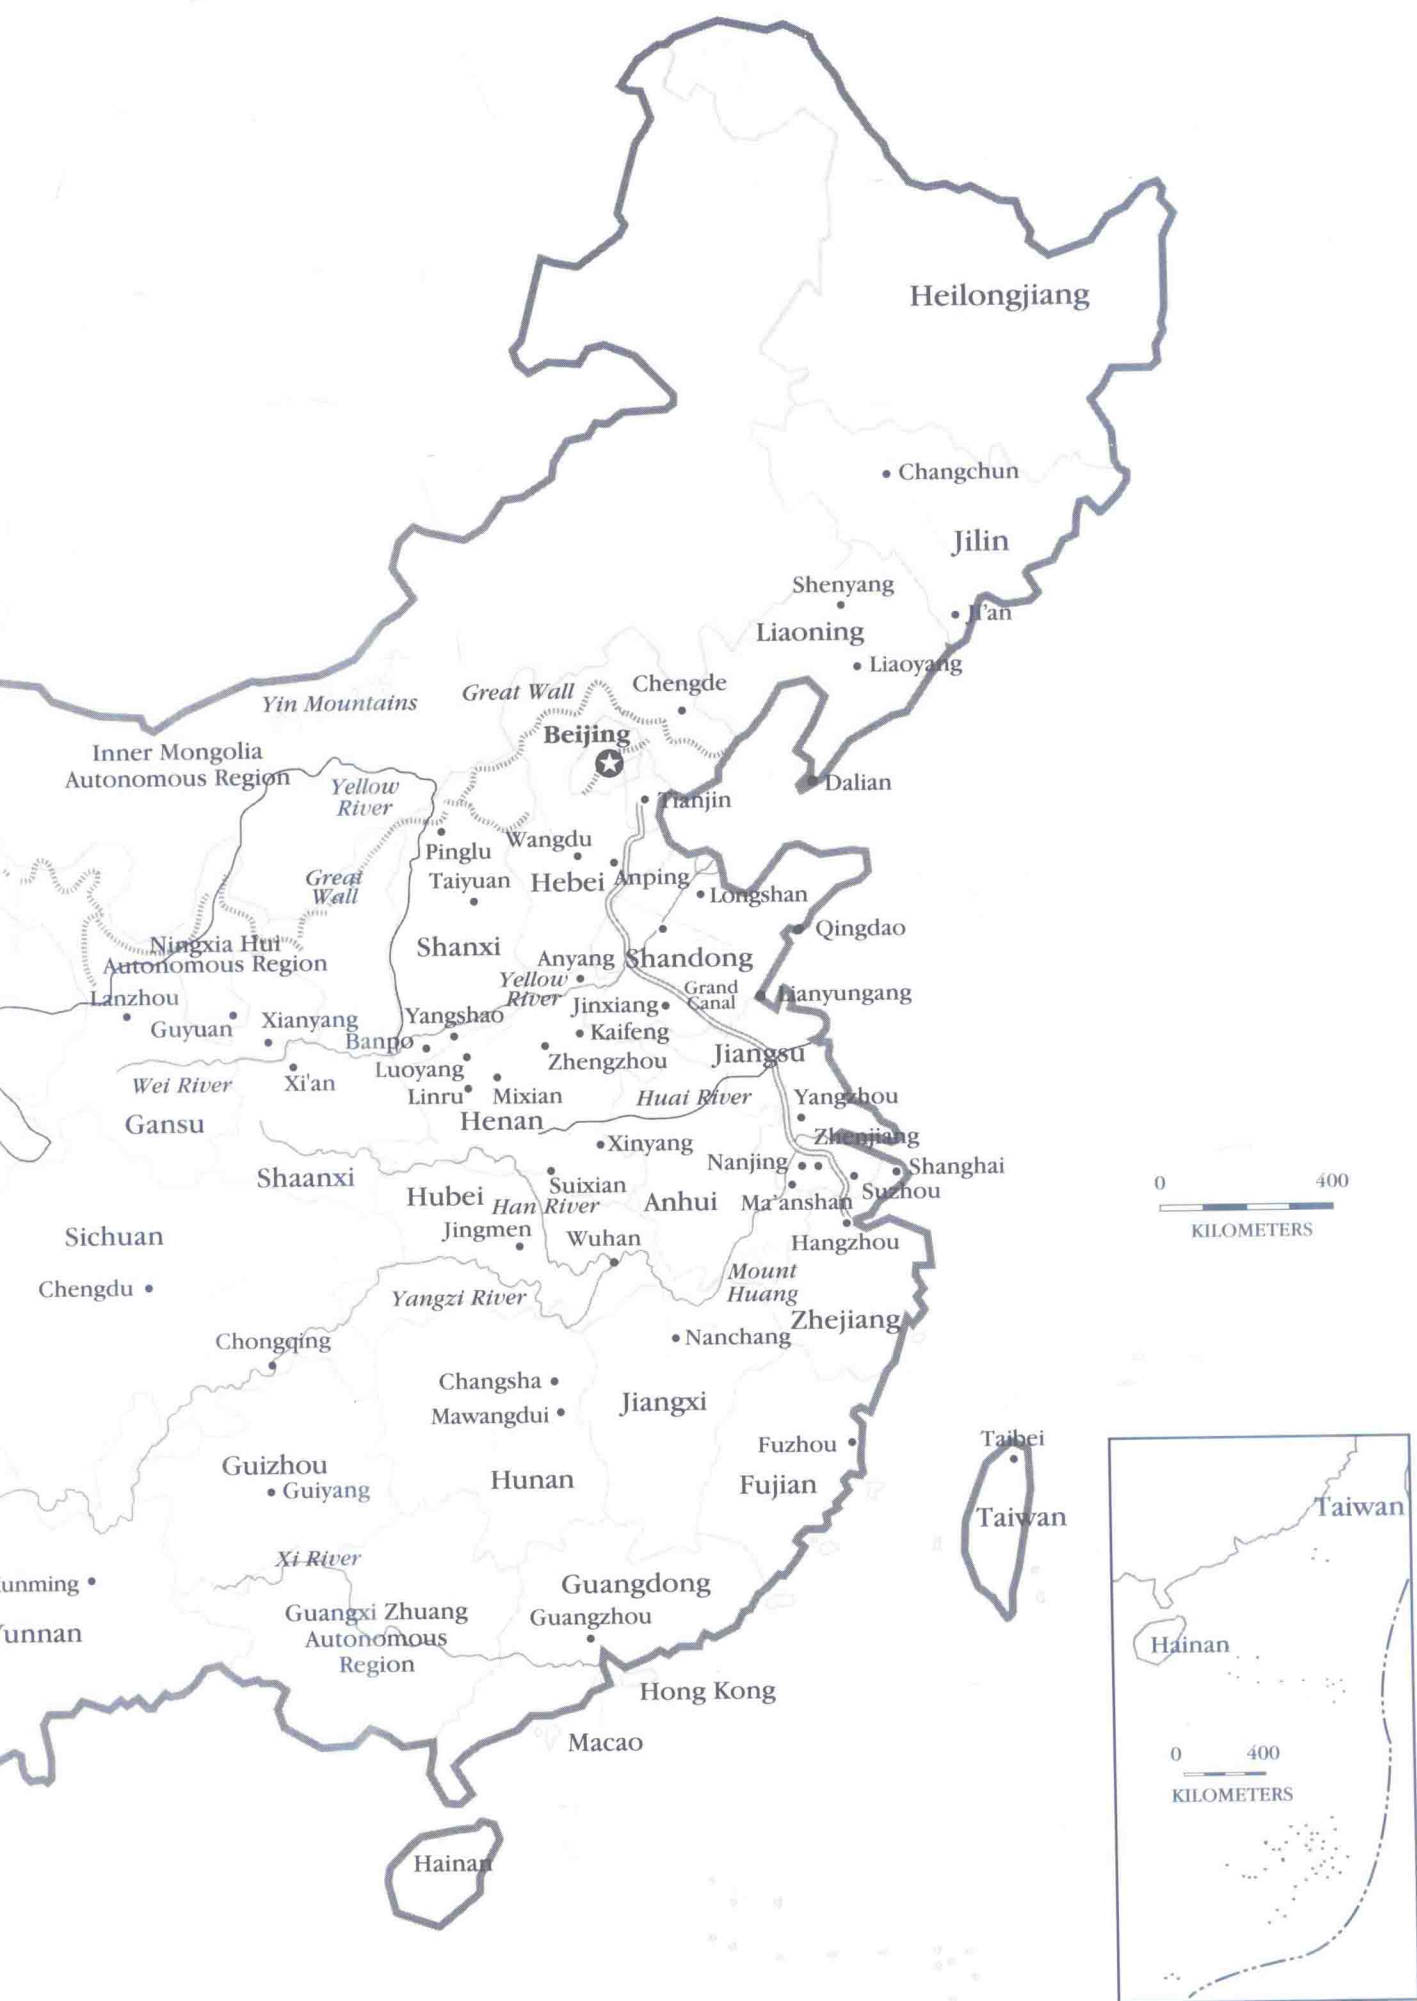 Heilongjiang
Changchun
Jilin
Shenyang
Ji'an
Liaoning
Liaoyang
Chengde
Great Wall
Yin Mountains
Beijing
Inner Mongolia
Autonomous Region
Yellow
River
Dalian
Tianjin
Wangdu
Pinglu
Great
Wall
Taiyuan
Hebei
Anping
Longshan
Qingdao
Ningxia Hui
Autonomous Region
Shanxi
Anyang
Shandong
Yellow
River
Grand
Canal
Lianyungang
Lanzhou
Jinxiang
Guyuan
Xianyang
Yangshao
Banpo
Kaifeng
Zhengzhou
Jiangsu
Luoyang
Wei River
Xi'an
Linru
Mixian
Huai River
Yangzhou
Gansu
Henan
Zhenjiang
Xinyang
Nanjing
Shanghai
Shaanxi
Suixian
Suzhou
Hubei
Han River
Anhui
Ma'anshan
0 400
KILOMETERS
Sichuan
Jingmen
Wuhan
Hangzhou
Mount
Huang
Chengdu
Yangzi River
Zhejiang
Chongqing
Nanchang
Changsha
Jiangxi
Mawangdui
Fuzhou
Taibei
Guizhou
Guiyang
Hunan
Fujian
Taiwan
Taiwan
Xi River
unming
Guangdong
Guangxi Zhuang
Autonomous
Region
Guangzhou
unnan
Hainan
Hong Kong
Macao
0 400
KILOMETERS
Hainan